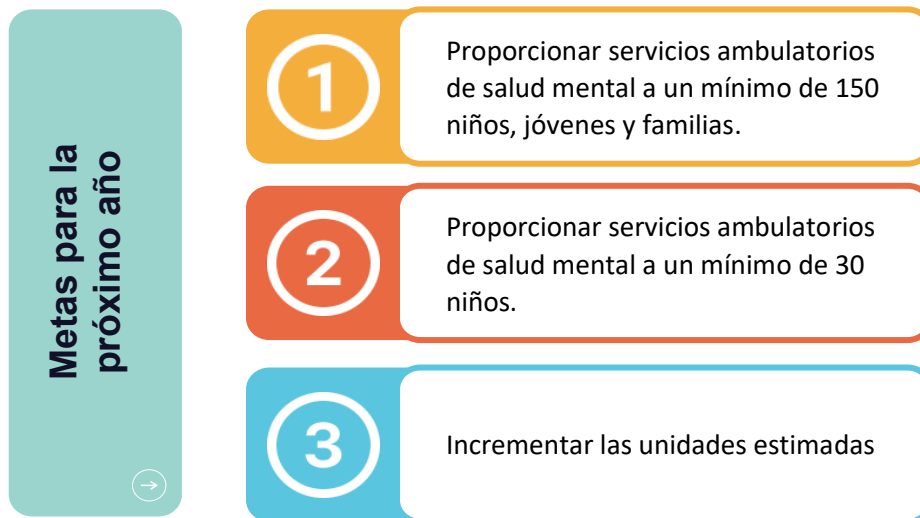 Metas para la
próximo año
1
Proporcionar servicios ambulatorios
de salud mental a un mínimo de 150
niños, jóvenes y familias.
2
Proporcionar servicios ambulatorios
de salud mental a un mínimo de 30
niños.
3
Incrementar las unidades estimadas